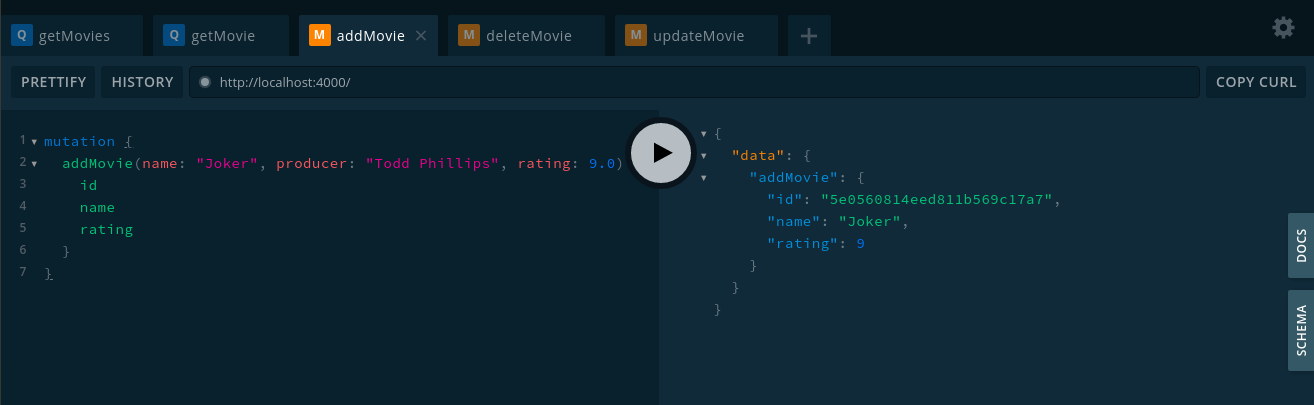 Q getMovies Q getMovie M addMovie × M deleteMovie M updateMovie +
PRETTIFY HISTORY http://localhost:4000/ COPY CURL
1 mutation {
2 addMovie(name: "Joker", producer: "Todd Phillips", rating: 9.0)
3 id
4 name
5 rating
6 }
7 }
{
"data": {
"addMovie": {
"id": "5e0560814eed811b569c17a7",
"name": "Joker",
"rating": 9
}
}
}
DOCS
SCHEMA